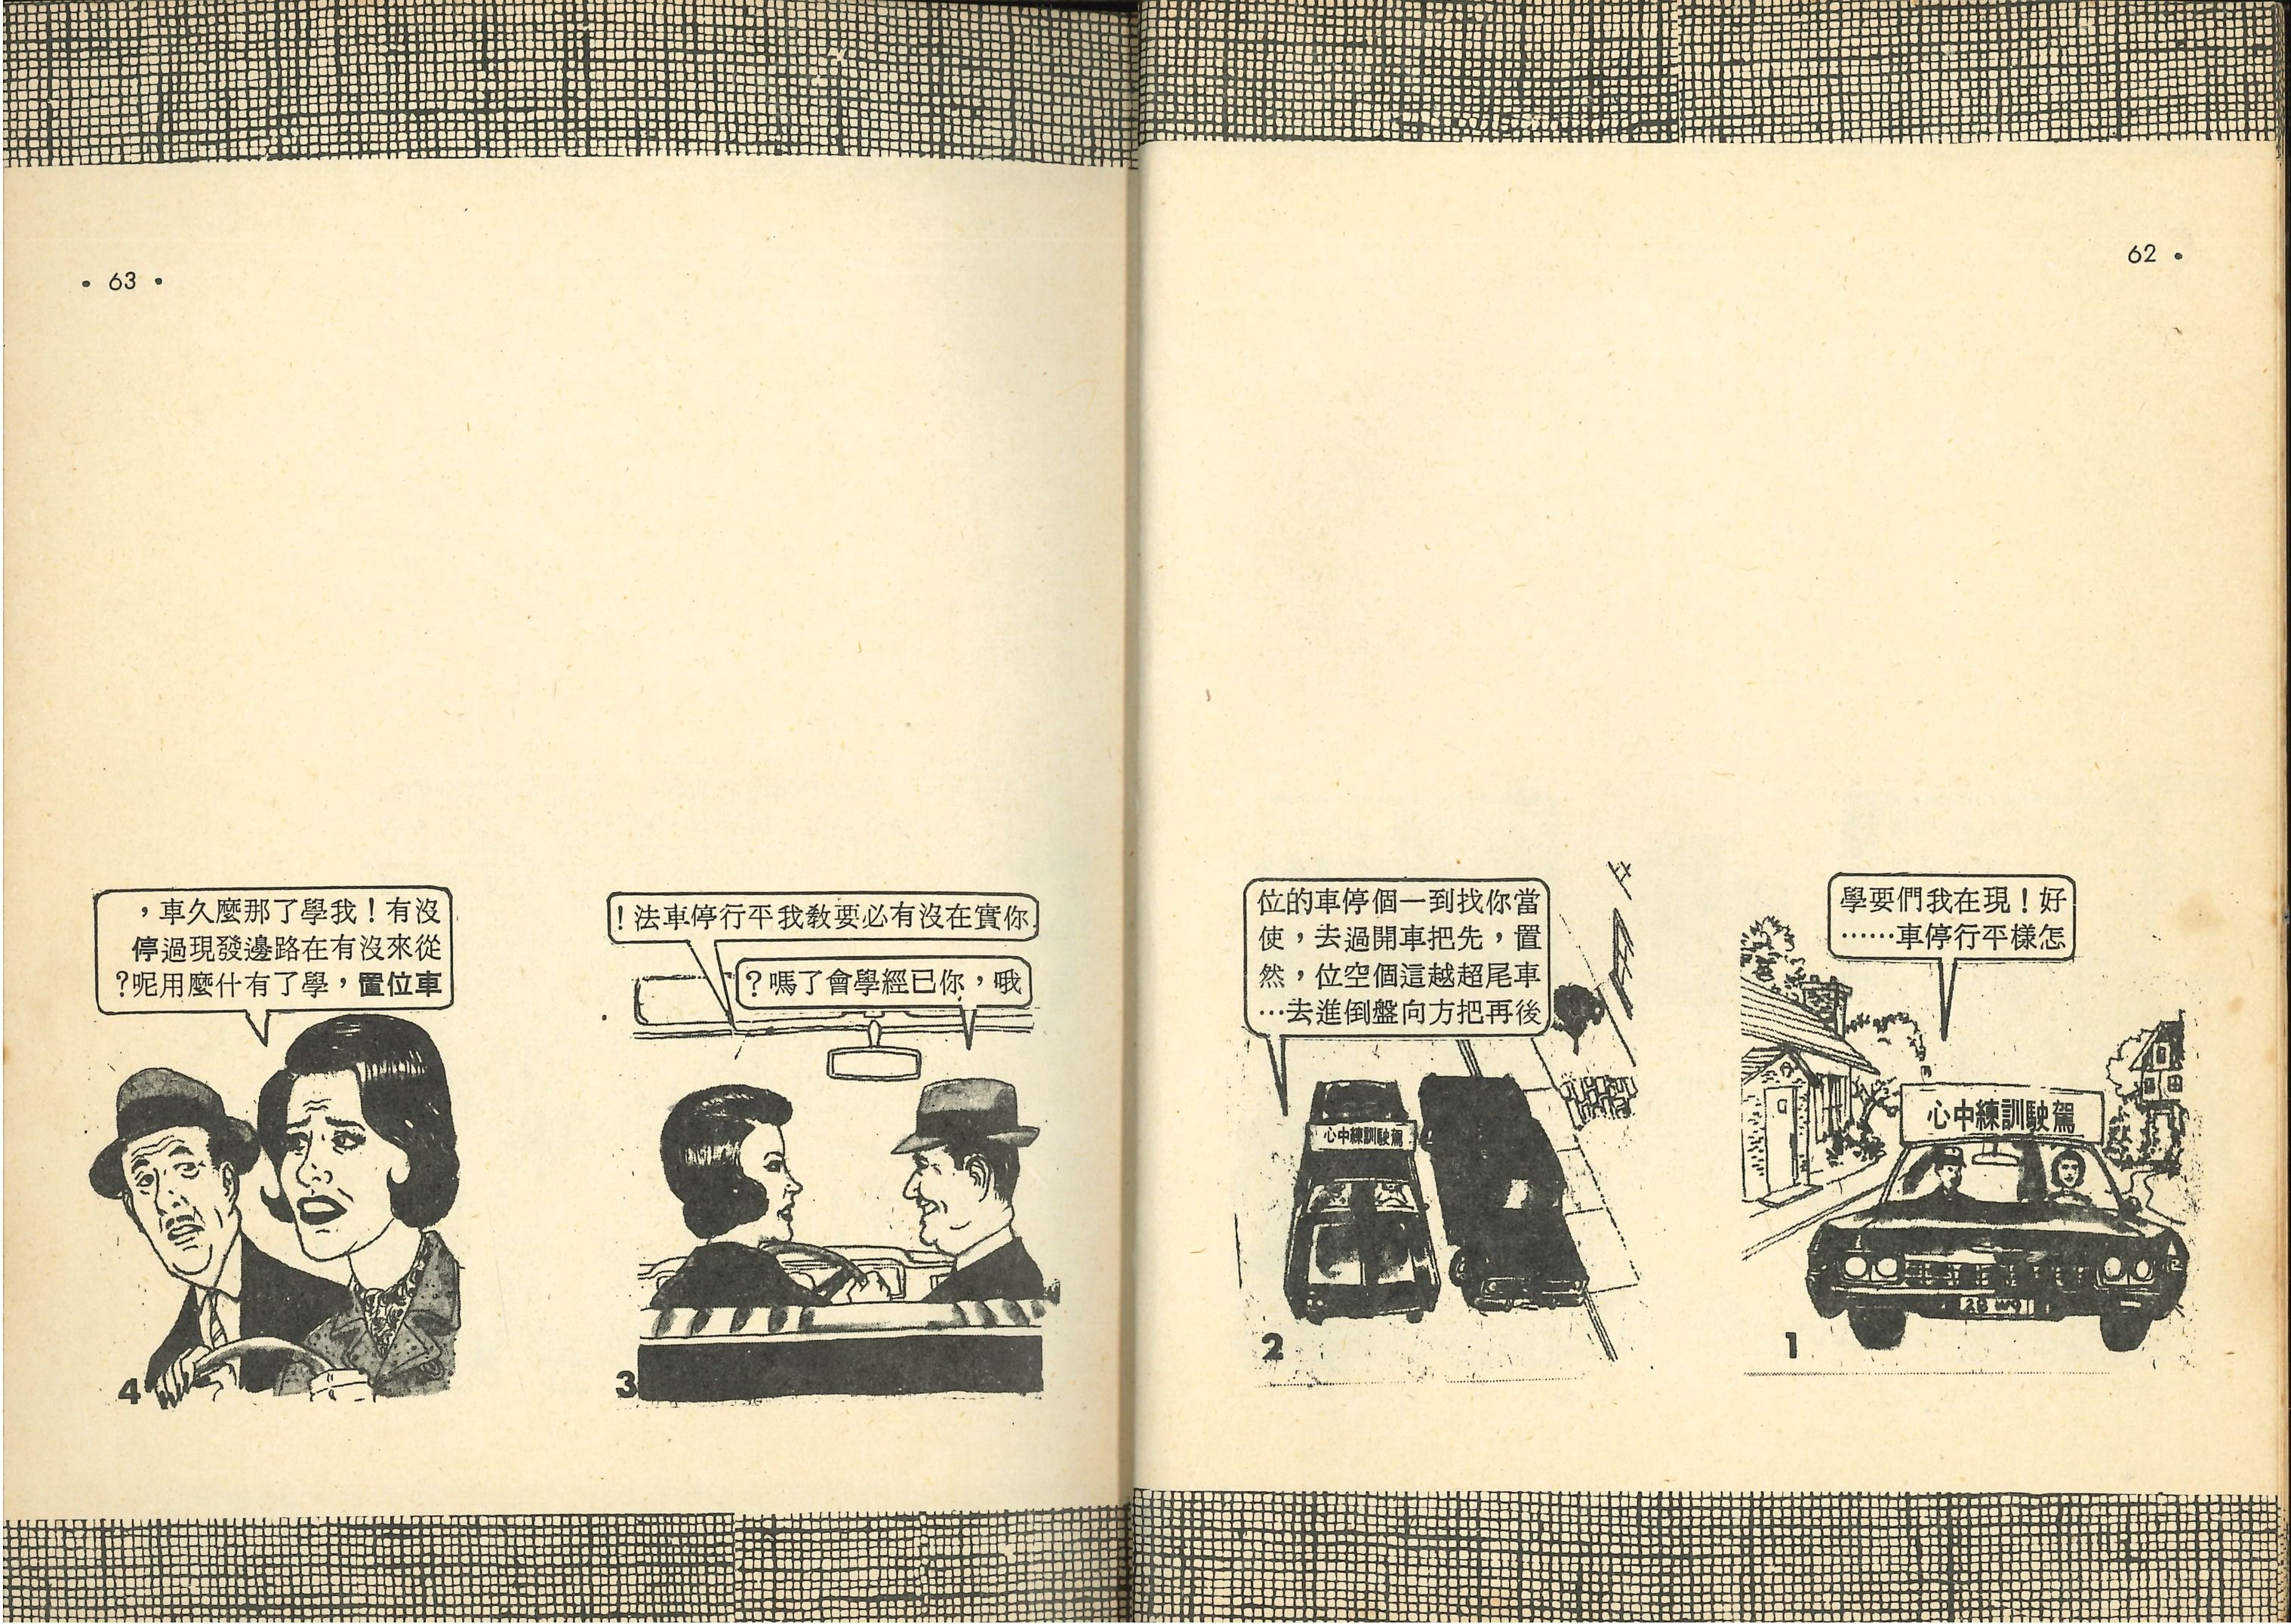 62 •
好！現在我們要學
怎樣平行停車……
駕駛訓練中心
26 WO
1
當你找到一個停車的位
置，先把車開過去，使
車尾超越這個空位，然
後再把方向盤倒進去…
駕駛訓練中心
2
• 63 •
你實在沒有必要教我平行停車法！
哦，你已經學會了嗎？
3
沒有！我學了那麼久車，
從來沒有在路邊發現過停
車位置，學了有什麼用呢？
4